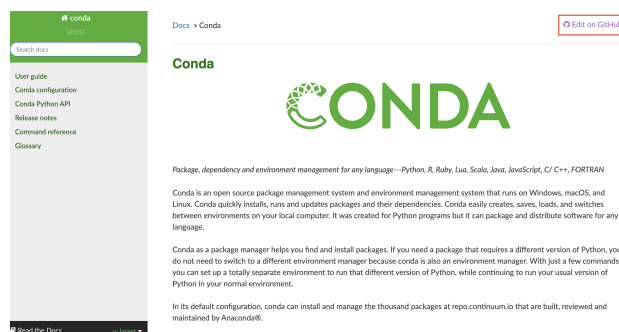 conda
latest
Search docs
User guide
Conda configuration
Conda Python API
Release notes
Command reference
Glossary
Read the Docs
v: latest
Docs » Conda
Edit on GitHub
Conda
CONDA
Package, dependency and environment management for any language---Python, R, Ruby, Lua, Scala, Java, JavaScript, C/ C++, FORTRAN
Conda is an open source package management system and environment management system that runs on Windows, macOS, and
Linux. Conda quickly installs, runs and updates packages and their dependencies. Conda easily creates, saves, loads, and switches
between environments on your local computer. It was created for Python programs but it can package and distribute software for any
language.
Conda as a package manager helps you find and install packages. If you need a package that requires a different version of Python, you
do not need to switch to a different environment manager because conda is also an environment manager. With just a few commands
you can set up a totally separate environment to run that different version of Python, while continuing to run your usual version of
Python in your normal environment.
In its default configuration, conda can install and manage the thousand packages at repo.continuum.io that are built, reviewed and
maintained by Anaconda®.